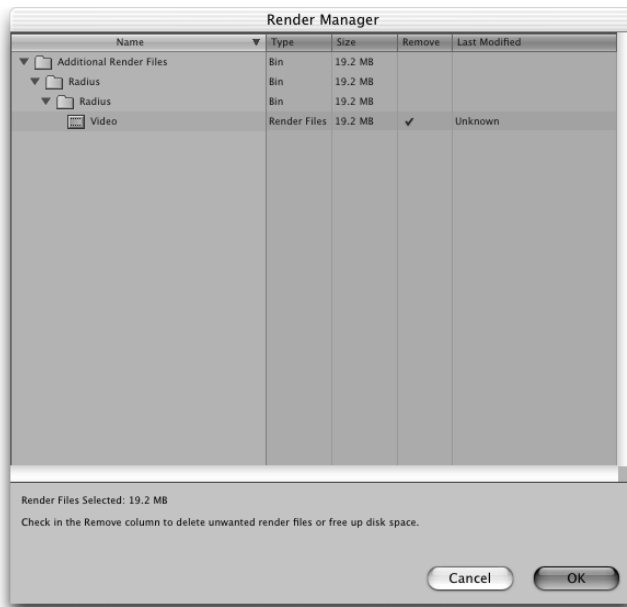 Render Manager
Name Type Size Remove Last Modified
Additional Render Files Bin 19.2 MB
Radius Bin 19.2 MB
Radius Bin 19.2 MB
Video Render Files 19.2 MB ✔ Unknown
Render Files Selected: 19.2 MB
Check in the Remove column to delete unwanted render files or free up disk space.
Cancel OK